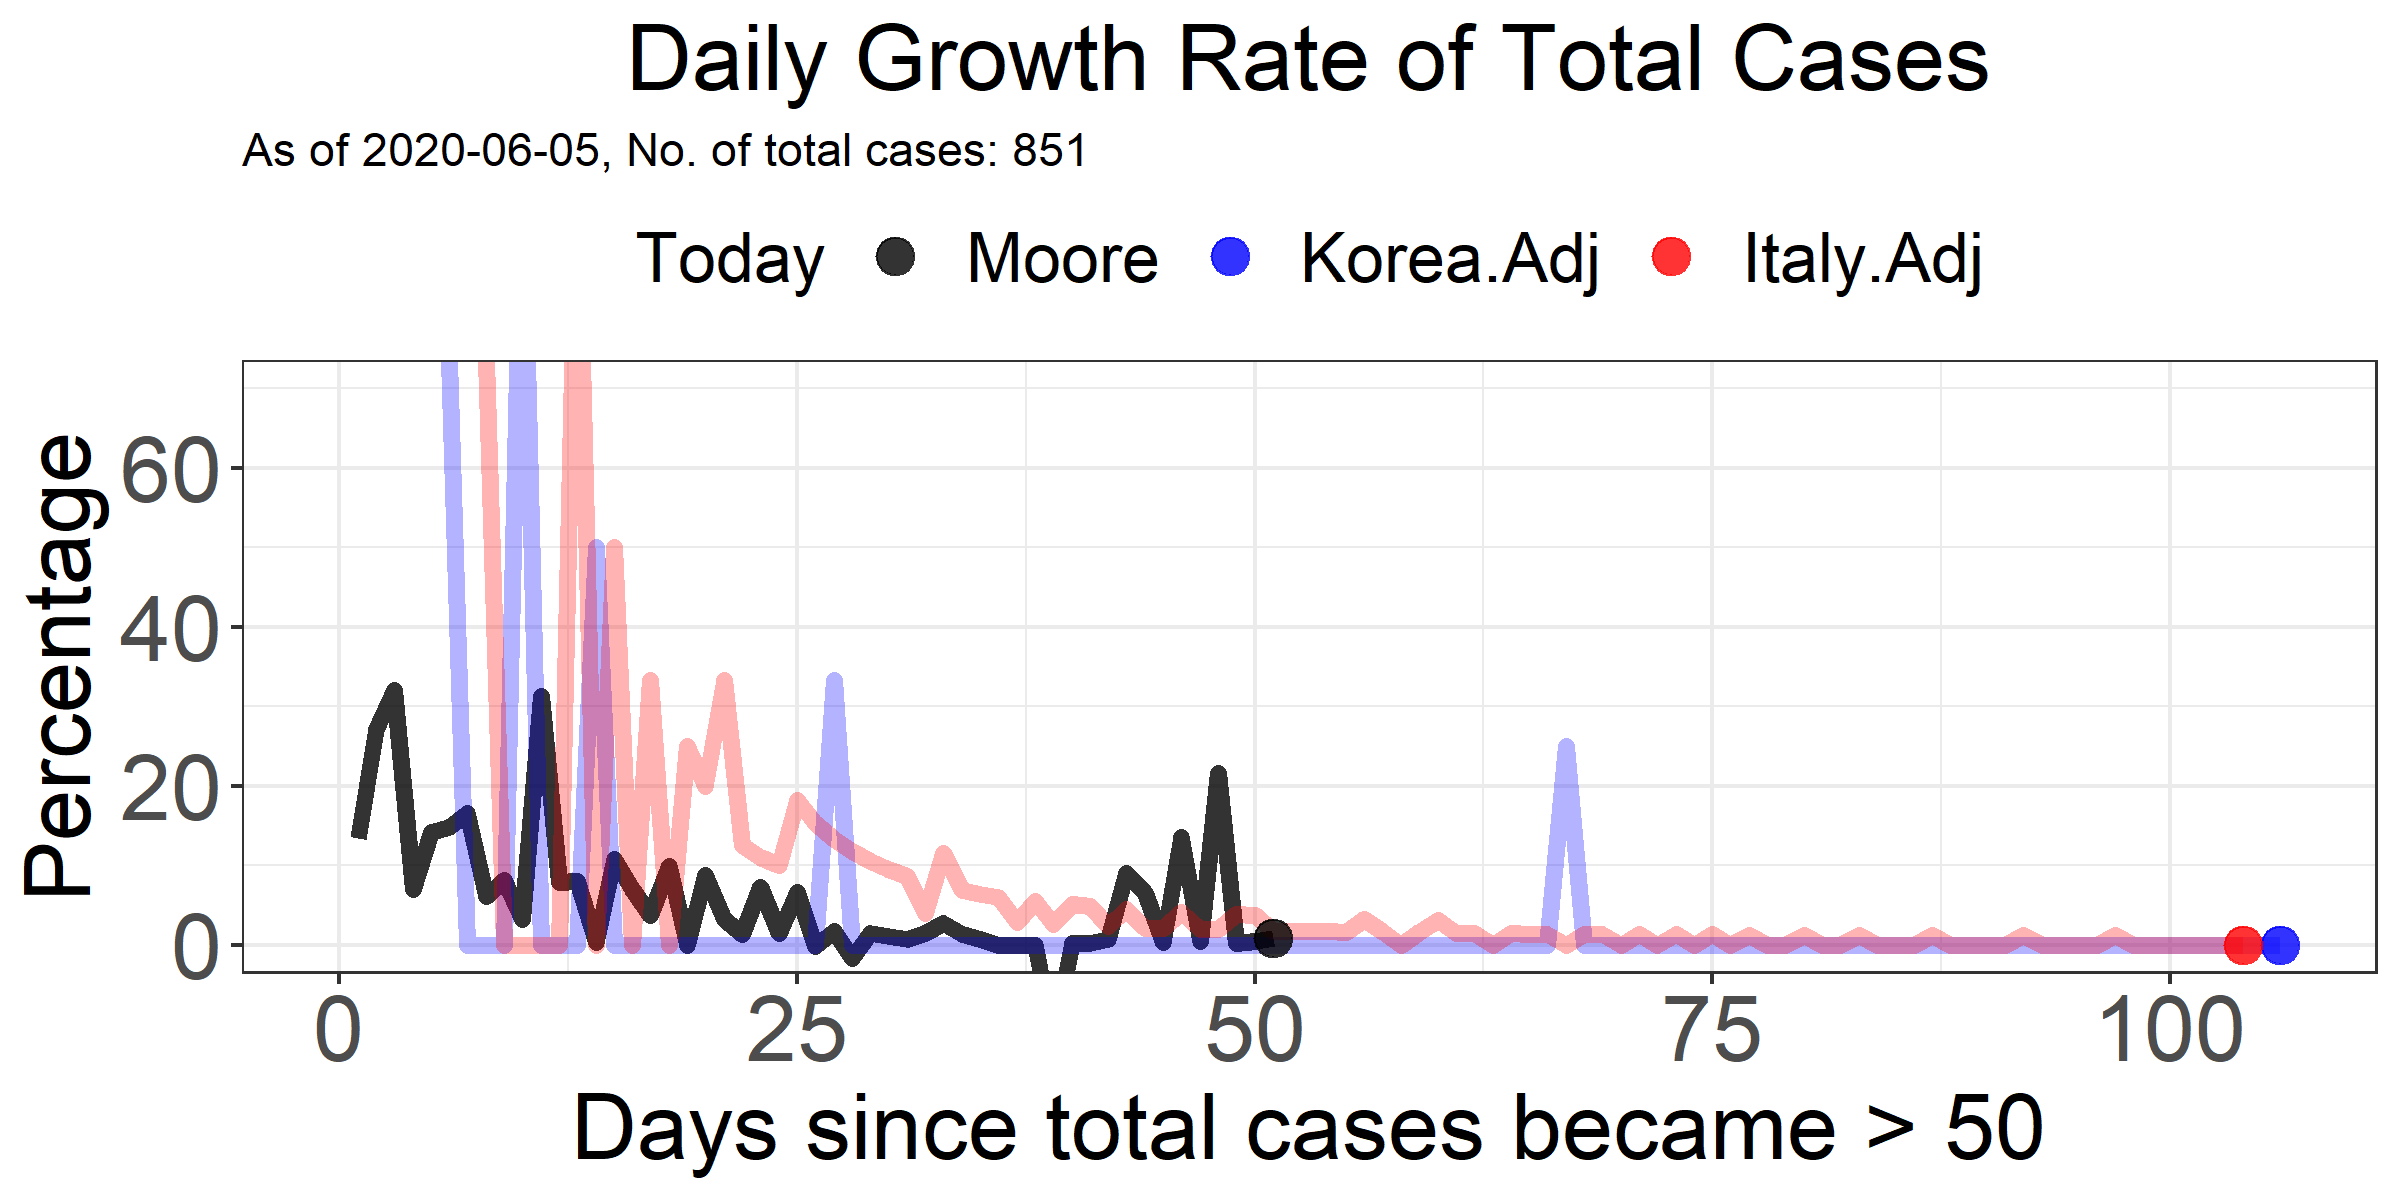 Daily Growth Rate of Total Cases
As of 2020-06-05, No. of total cases: 851
Today Moore Korea.Adj Italy.Adj
Percentage
60
40
20
0
0 25 50 75 100
Days since total cases became > 50